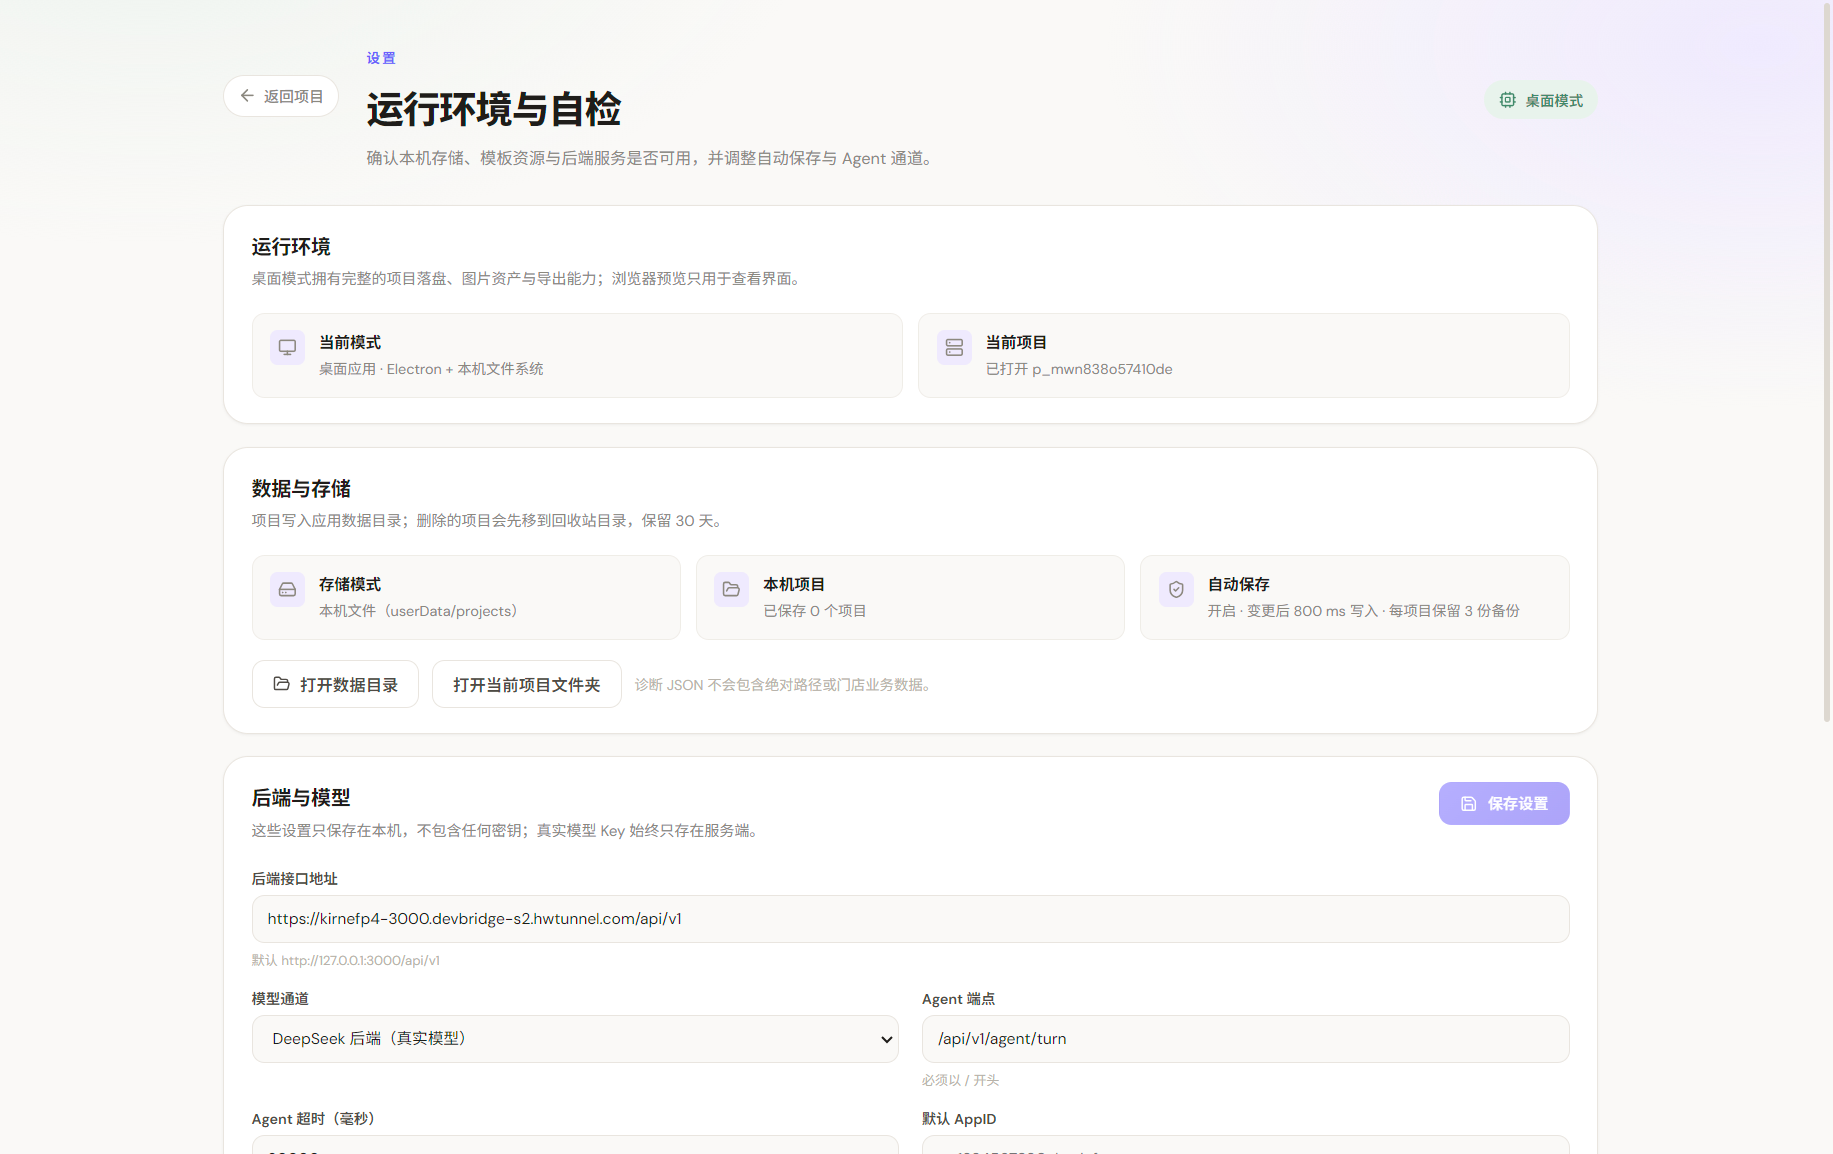 设置
返回项目
运行环境与自检
桌面模式
确认本机存储、模板资源与后端服务是否可用，并调整自动保存与 Agent 通道。
运行环境
桌面模式拥有完整的项目落盘、图片资产与导出能力；浏览器预览只用于查看界面。
当前模式
桌面应用 · Electron + 本机文件系统
当前项目
已打开 p_mwn838o57410de
数据与存储
项目写入应用数据目录；删除的项目会先移到回收站目录，保留 30 天。
存储模式
本机文件（userData/projects）
本机项目
已保存 0 个项目
自动保存
开启 · 变更后 800 ms 写入 · 每项目保留 3 份备份
打开数据目录
打开当前项目文件夹
诊断 JSON 不会包含绝对路径或门店业务数据。
后端与模型
保存设置
这些设置只保存在本机，不包含任何密钥；真实模型 Key 始终只存在服务端。
后端接口地址
https://kirnefp4-3000.devbridge-s2.hwtunnel.com/api/v1
默认 http://127.0.0.1:3000/api/v1
模型通道
DeepSeek 后端（真实模型）
Agent 端点
/api/v1/agent/turn
必须以 / 开头
Agent 超时（毫秒）
默认 AppID